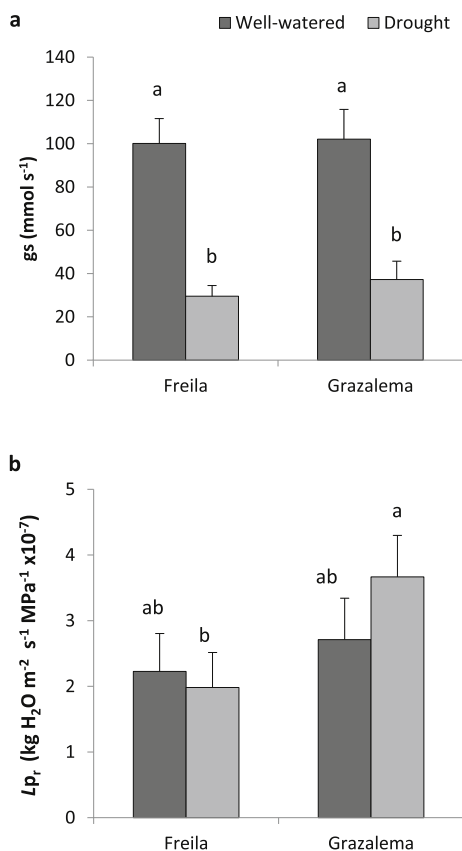 a
Well-watered Drought
140
120
100
80
60
40
20
0
gs (mmol s-1)
a
b
a
b
Freila Grazalema
b
5
4
3
2
1
0
Lpr (kg H2O m-2 s-1 MPa-1 x10-7)
ab
b
ab
a
Freila Grazalema